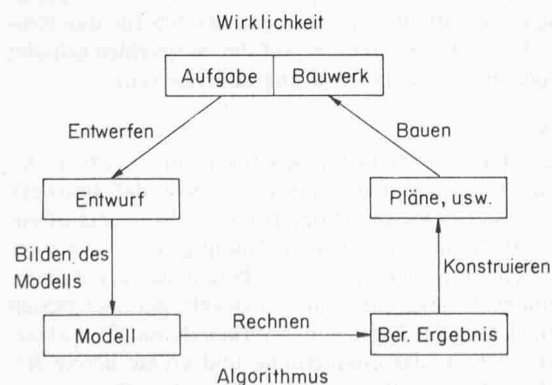 Wirklichkeit
Aufgabe Bauwerk
Entwerfen Bauen
Entwurf Pläne, usw.
Bilden des
Modells
Konstruieren
Modell Rechnen Ber. Ergebnis
Algorithmus